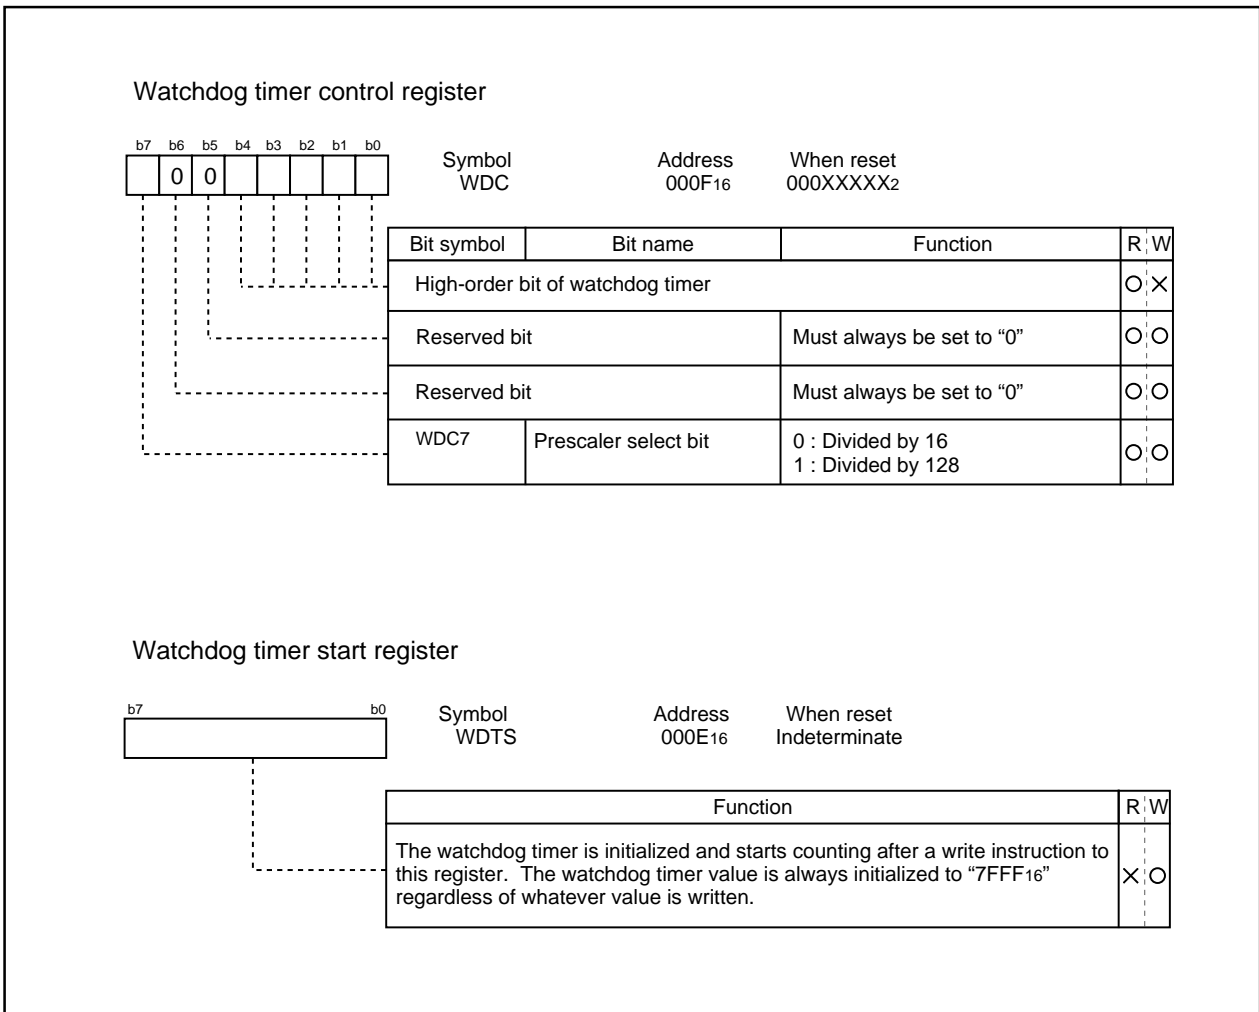 Watchdog timer control register
b7 b6 b5 b4 b3 b2 b1 b0
0 0
Symbol Address When reset
WDC 000F16 000XXXXX2
Bit symbol Bit name Function R W
High-order bit of watchdog timer
Reserved bit Must always be set to “0”
Reserved bit Must always be set to “0”
WDC7 Prescaler select bit 0 : Divided by 16
1 : Divided by 128
Watchdog timer start register
b7 b0
Symbol Address When reset
WDTS 000E16 Indeterminate
Function R W
The watchdog timer is initialized and starts counting after a write instruction to
this register. The watchdog timer value is always initialized to “7FFF16”
regardless of whatever value is written.